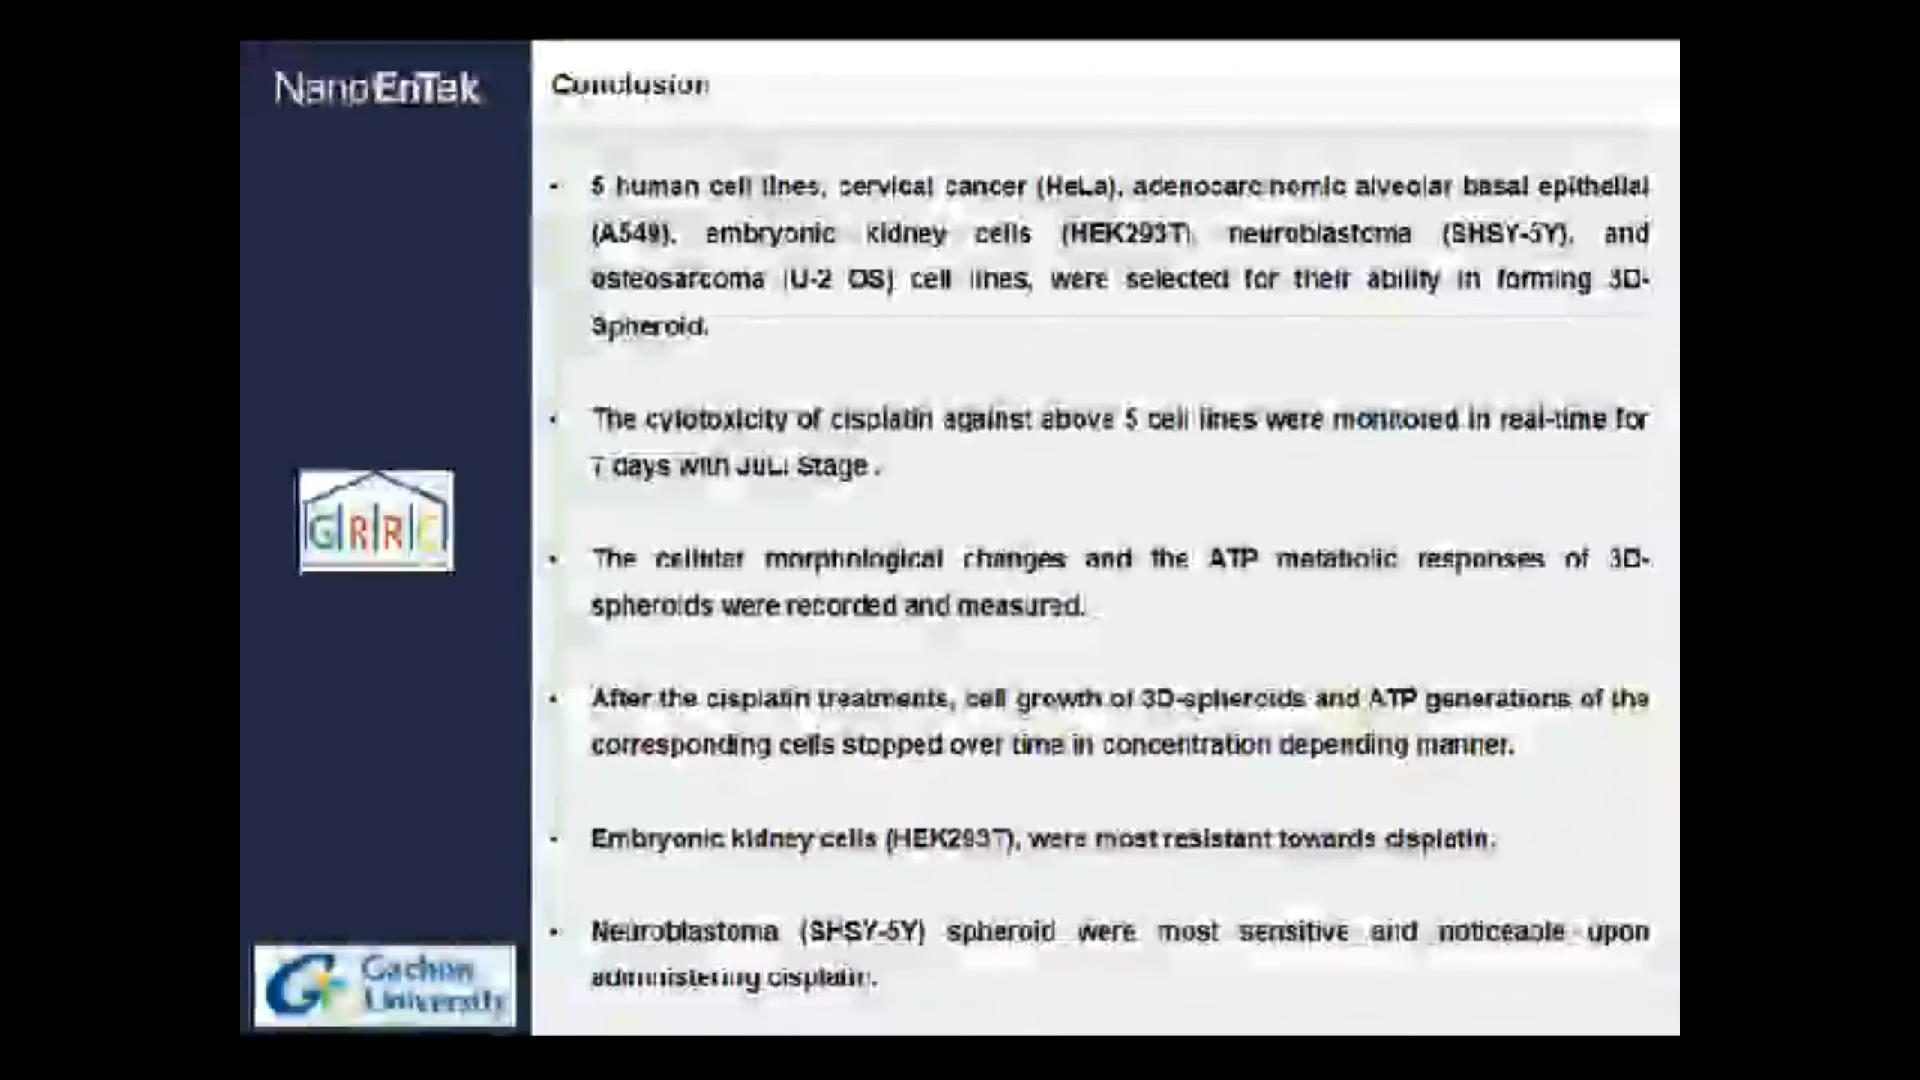 NanoEnTek
Conclusion
• 5 human cell lines, cervical cancer (HeLa), adenocarcinomic alveolar basal epithelial
(A549), embryonic kidney cells (HEK293T), neuroblastoma (SHSY-5Y), and
osteosarcoma (U-2 OS) cell lines, were selected for their ability in forming 3D-
Spheroid.
• The cytotoxicity of cisplatin against above 5 cell lines were monitored in real-time for
7 days with JuLi Stage .
• The cellular morphological changes and the ATP metabolic responses of 3D-
spheroids were recorded and measured.
• After the cisplatin treatments, cell growth of 3D-spheroids and ATP generations of the
corresponding cells stopped over time in concentration depending manner.
• Embryonic kidney cells (HEK293T), were most resistant towards cisplatin.
• Neuroblastoma (SHSY-5Y) spheroid were most sensitive and noticeable upon
administering cisplatin.
G|R|R|C
Gachon
University